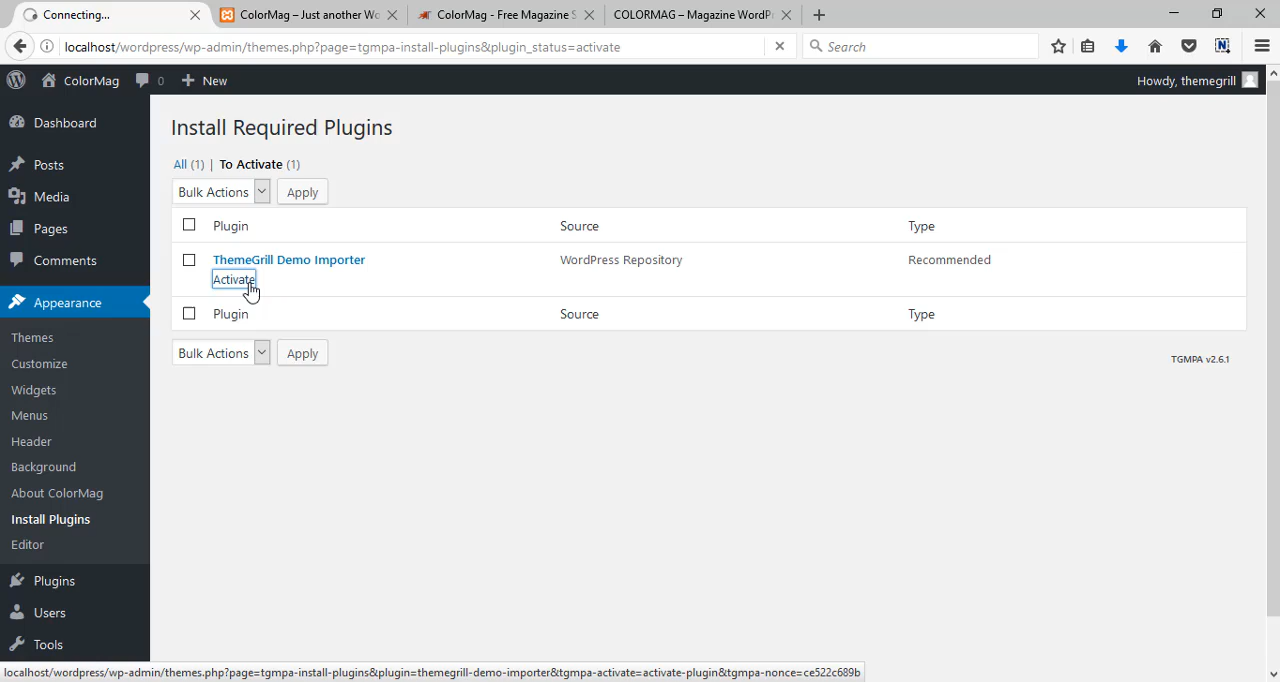 Connecting...
ColorMag – Just another Wo
ColorMag - Free Magazine S
COLORMAG – Magazine WordPr
localhost/wordpress/wp-admin/themes.php?page=tgmpa-install-plugins&plugin_status=activate
Search
ColorMag
0
New
Howdy, themegrill
Dashboard
Posts
Media
Pages
Comments
Appearance
Themes
Customize
Widgets
Menus
Header
Background
About ColorMag
Install Plugins
Editor
Plugins
Users
Tools
Install Required Plugins
All (1) | To Activate (1)
Bulk Actions Apply
Plugin Source Type
ThemeGrill Demo Importer WordPress Repository Recommended
Activate
Plugin Source Type
Bulk Actions Apply
TGMPA v2.6.1
localhost/wordpress/wp-admin/themes.php?page=tgmpa-install-plugins&plugin=themegrill-demo-importer&tgmpa-activate=activate-plugin&tgmpa-nonce=ce522c689b